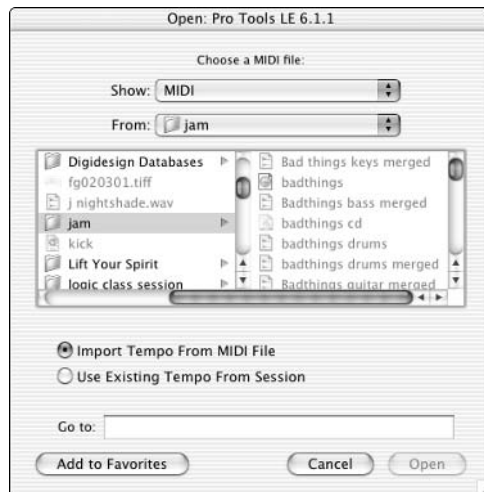 Open: Pro Tools LE 6.1.1
Choose a MIDI file:
Show: MIDI
From: jam
Digidesign Databases
fg020301.tiff
j nightshade.wav
jam
kick
Lift Your Spirit
logic class session
Bad things keys merged
badthings
Badthings bass merged
badthings cd
badthings drums
badthings drums merged
Badthings guitar merged
Import Tempo From MIDI File
Use Existing Tempo From Session
Go to:
Add to Favorites
Cancel
Open